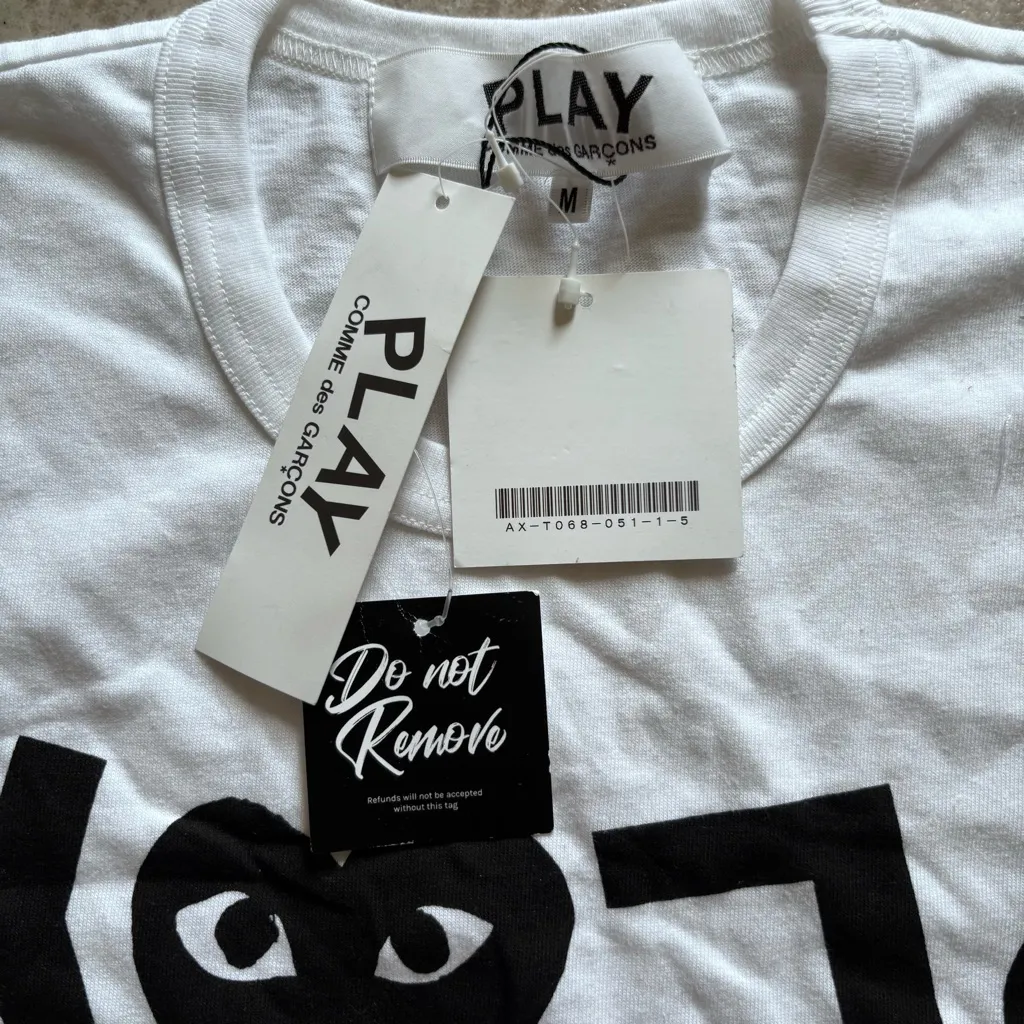 PLAY
COMME des GARÇONS
M
PLAY
COMME des GARÇONS
AX-T068-051-1-5
Do not
Remove
Refunds will not be accepted
without this tag